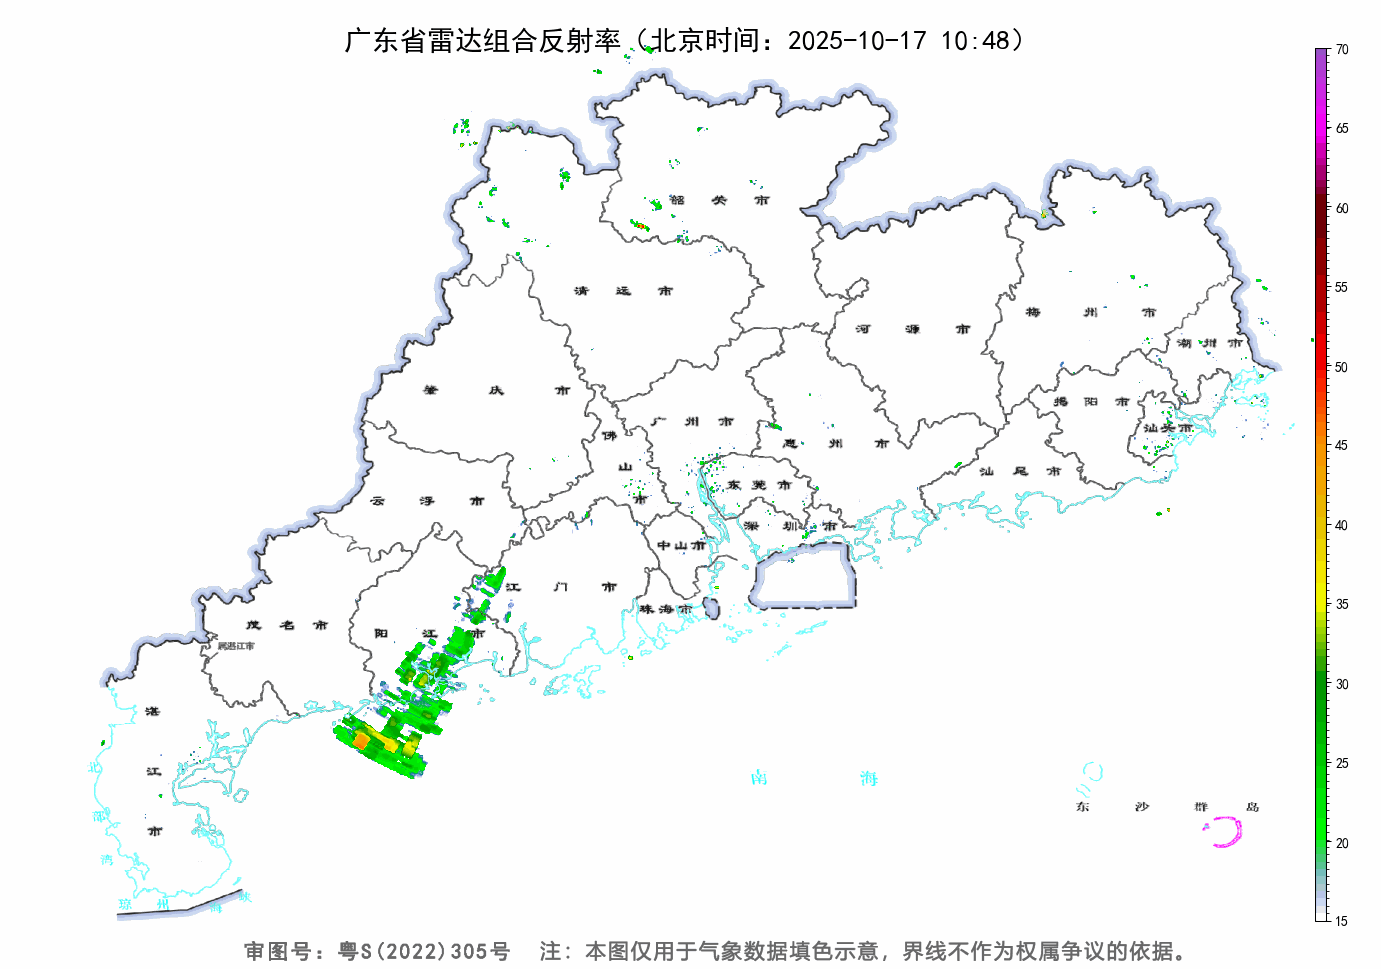 广东省雷达组合反射率（北京时间：2025-10-17 10:48）
70
65
60
55
50
45
40
35
30
25
20
15
韶关市
清远市
河源市
梅州市
潮州市
肇庆市
揭阳市
广州市
佛山市
惠州市
汕头市
汕尾市
云浮市
东莞市
深圳市
中山市
江门市
珠海市
茂名市
阳江市
属湛江市
湛江市
北部湾
南海
东沙群岛
琼州海峡
审图号：粤S(2022)305号 注：本图仅用于气象数据填色示意，界线不作为权属争议的依据。